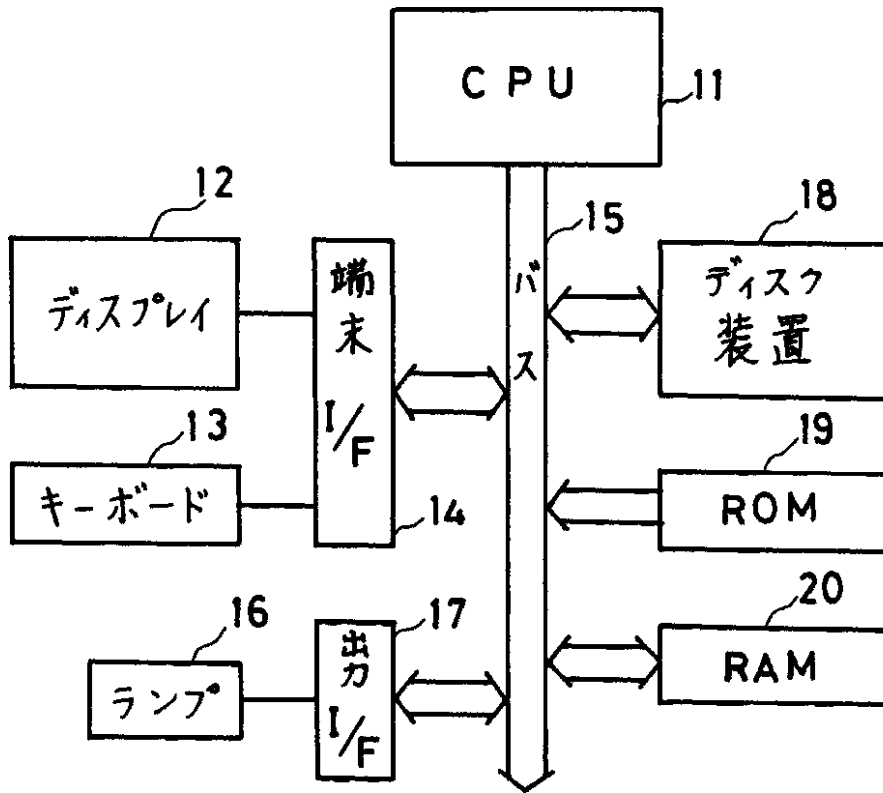 CPU
11
12
ディスプレイ
端末
I/F
14
15
バス
18
ディスク
装置
13
キーボード
19
ROM
16
ランプ
17
出力
I/F
20
RAM